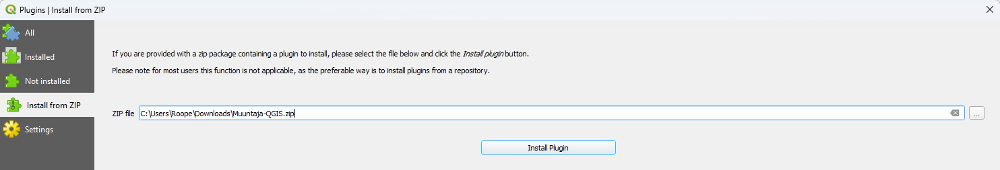 Plugins | Install from ZIP
All
Installed
Not installed
Install from ZIP
Settings
If you are provided with a zip package containing a plugin to install, please select the file below and click the Install plugin button.
Please note for most users this function is not applicable, as the preferable way is to install plugins from a repository.
ZIP file C:\Users\Roope\Downloads\Muuntaja-QGIS.zip ...
Install Plugin